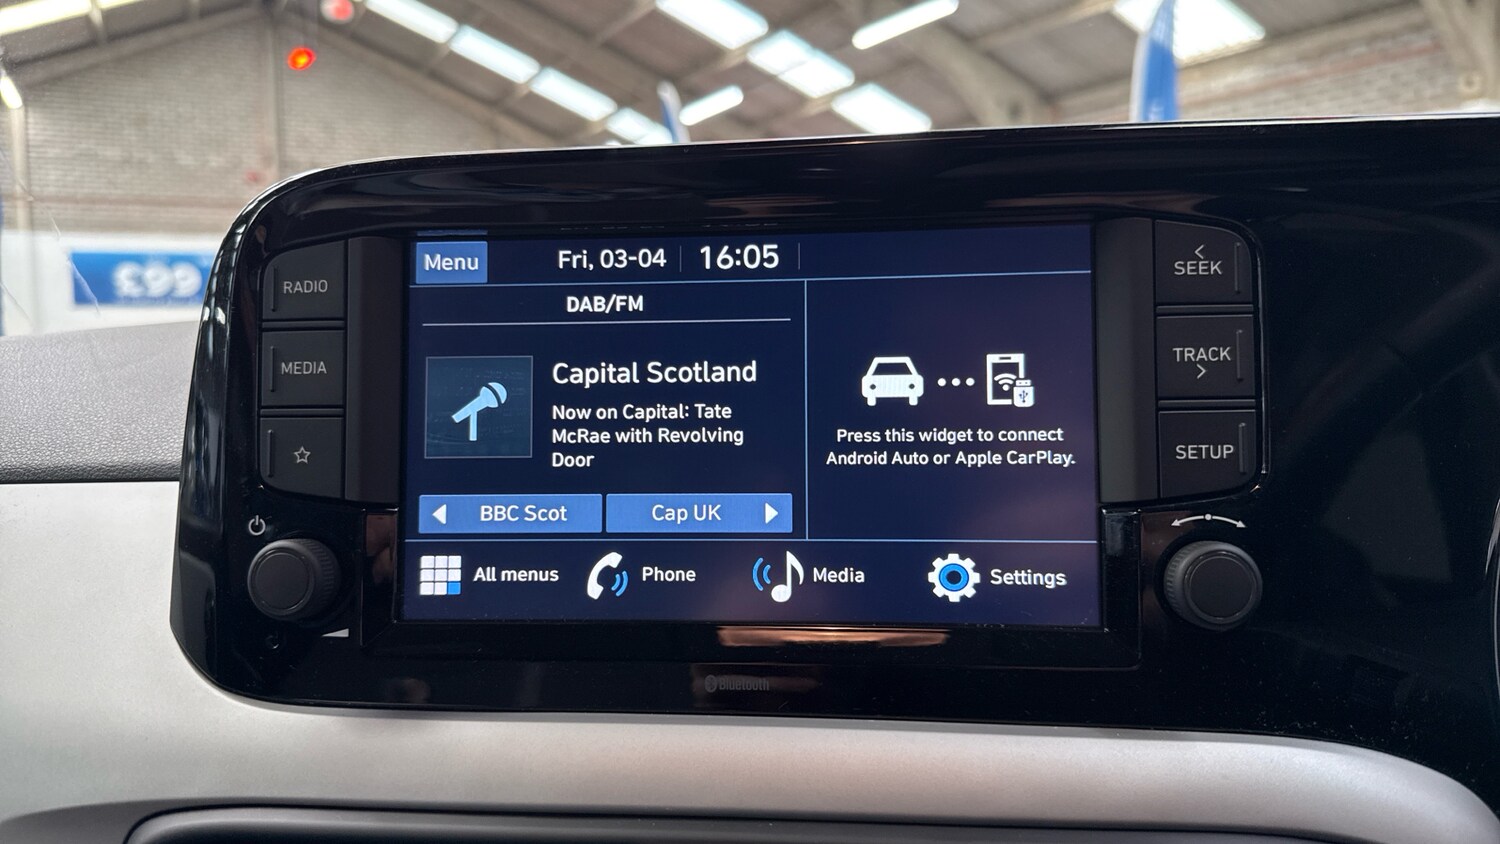 £99
RADIO
MEDIA
Menu
Fri, 03-04
16:05
DAB/FM
Capital Scotland
Now on Capital: Tate
McRae with Revolving
Door
BBC Scot
Cap UK
Press this widget to connect
Android Auto or Apple CarPlay.
All menus
Phone
Media
Settings
SEEK
TRACK
SETUP
Bluetooth